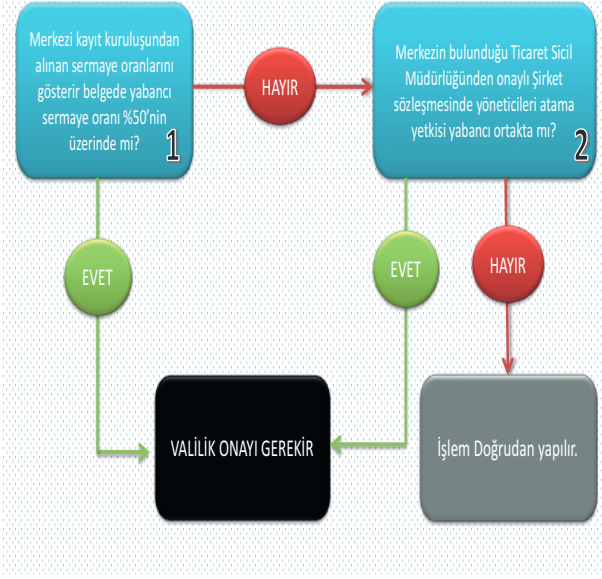 Merkezi kayıt kuruluşundan
alınan sermaye oranlarını
gösterir belgede yabancı
sermaye oranı %50'nin
üzerinde mi?
1
HAYIR
Merkezin bulunduğu Ticaret Sicil
Müdürlüğünden onaylı Şirket
sözleşmesinde yöneticileri atama
yetkisi yabancı ortakta mı?
2
EVET
EVET
HAYIR
VALİLİK ONAYI GEREKİR
İşlem Doğrudan yapılır.